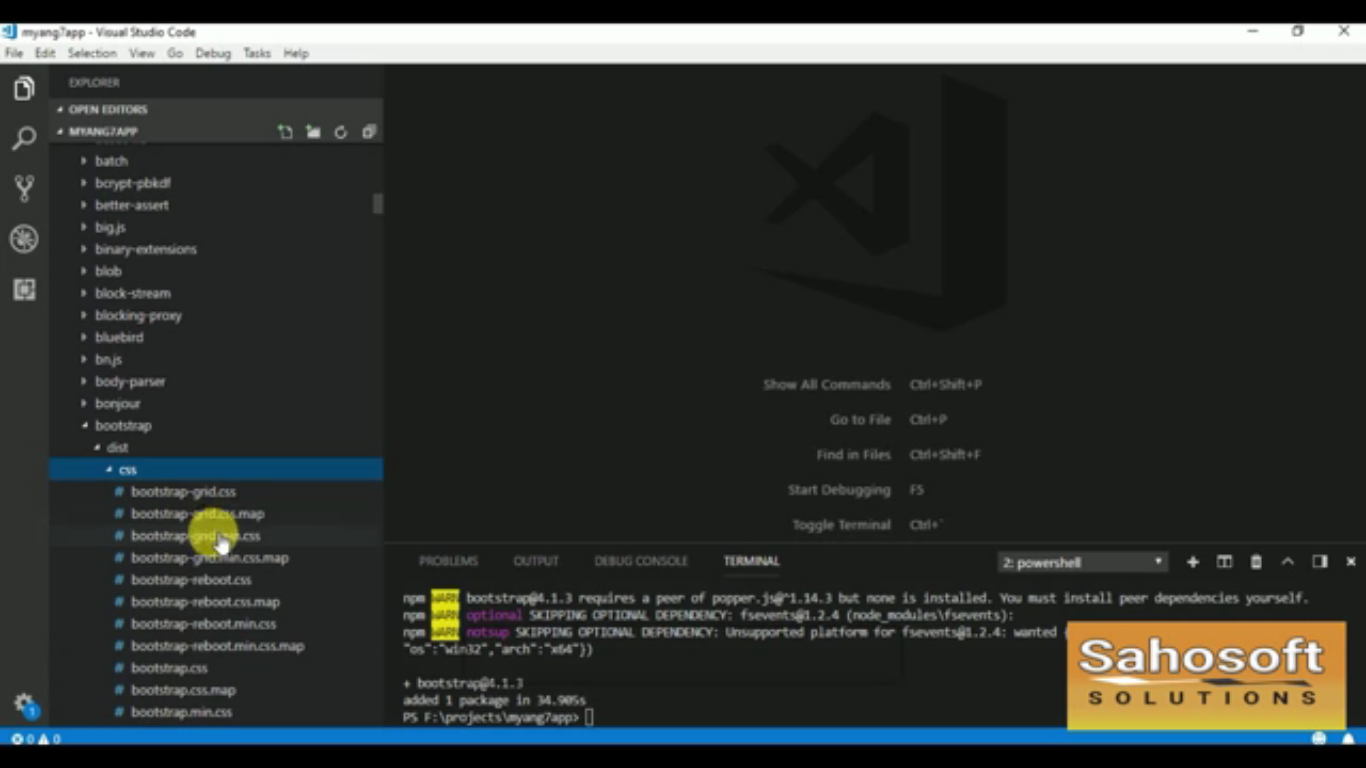 myang7app - Visual Studio Code
File Edit Selection View Go Debug Tasks Help
EXPLORER
OPEN EDITORS
MYANG7APP
batch
bcrypt-pbkdf
better-assert
big.js
binary-extensions
blob
block-stream
blocking-proxy
bluebird
bn.js
body-parser
bonjour
bootstrap
dist
css
# bootstrap-grid.css
# bootstrap-grid.css.map
# bootstrap-grid.min.css
# bootstrap-grid.min.css.map
# bootstrap-reboot.css
# bootstrap-reboot.css.map
# bootstrap-reboot.min.css
# bootstrap-reboot.min.css.map
# bootstrap.css
# bootstrap.css.map
# bootstrap.min.css
Show All Commands Ctrl+Shift+P
Go to File Ctrl+P
Find in Files Ctrl+Shift+F
Start Debugging F5
Toggle Terminal Ctrl+`
PROBLEMS OUTPUT DEBUG CONSOLE TERMINAL 2: powershell
npm WARN bootstrap@4.1.3 requires a peer of popper.js@^1.14.3 but none is installed. You must install peer dependencies yourself.
npm WARN optional SKIPPING OPTIONAL DEPENDENCY: fsevents@1.2.4 (node_modules\fsevents):
npm WARN notsup SKIPPING OPTIONAL DEPENDENCY: Unsupported platform for fsevents@1.2.4: wanted
"os":"win32","arch":"x64"})
+ bootstrap@4.1.3
added 1 package in 34.905s
PS F:\projects\myang7app>
Sahosoft
SOLUTIONS
1
0 0